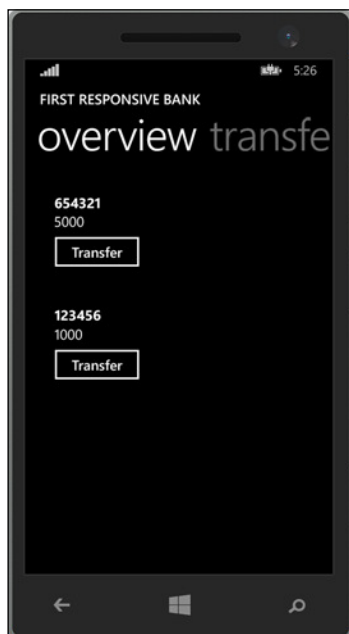 5:26
FIRST RESPONSIVE BANK
overview transfe
654321
5000
Transfer
123456
1000
Transfer